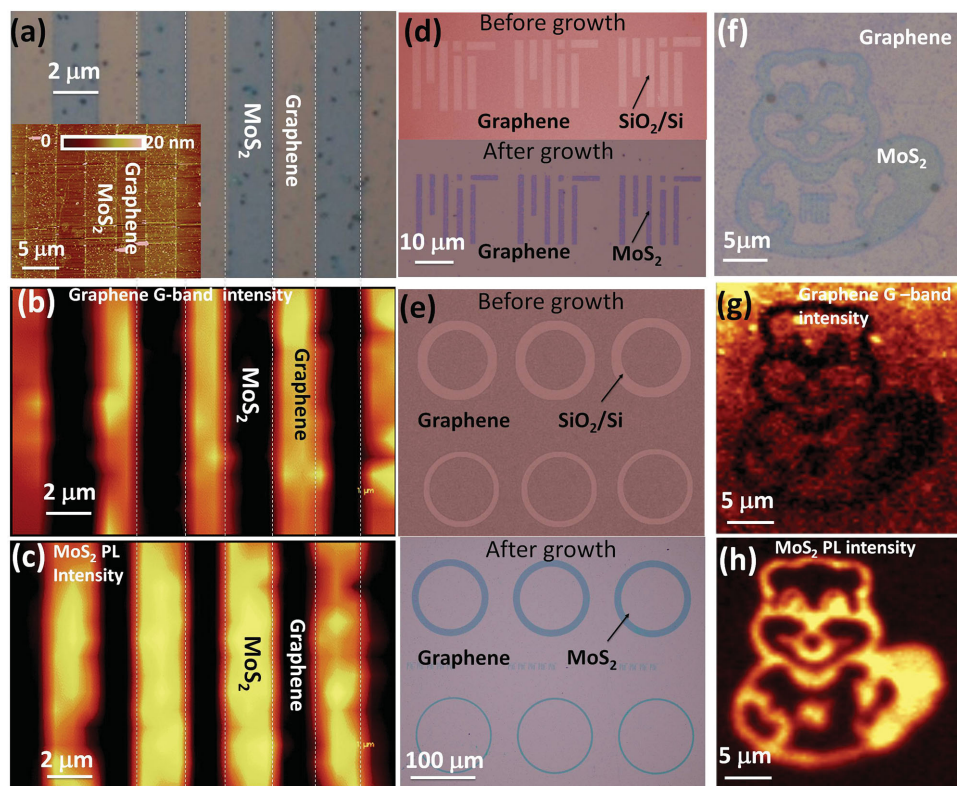 (a)
2 μm
MoS₂
Graphene
0 20 nm
Graphene
MoS₂
5 μm
(b) Graphene G-band intensity
MoS₂
Graphene
2 μm
(c) MoS₂ PL
Intensity
MoS₂
Graphene
2 μm
(d) Before growth
Graphene
SiO₂/Si
After growth
10 μm
Graphene
MoS₂
(e) Before growth
Graphene
SiO₂/Si
After growth
Graphene
MoS₂
100 μm
(f)
Graphene
MoS₂
5μm
(g) Graphene G –band
intensity
5 μm
(h) MoS₂ PL intensity
5 μm